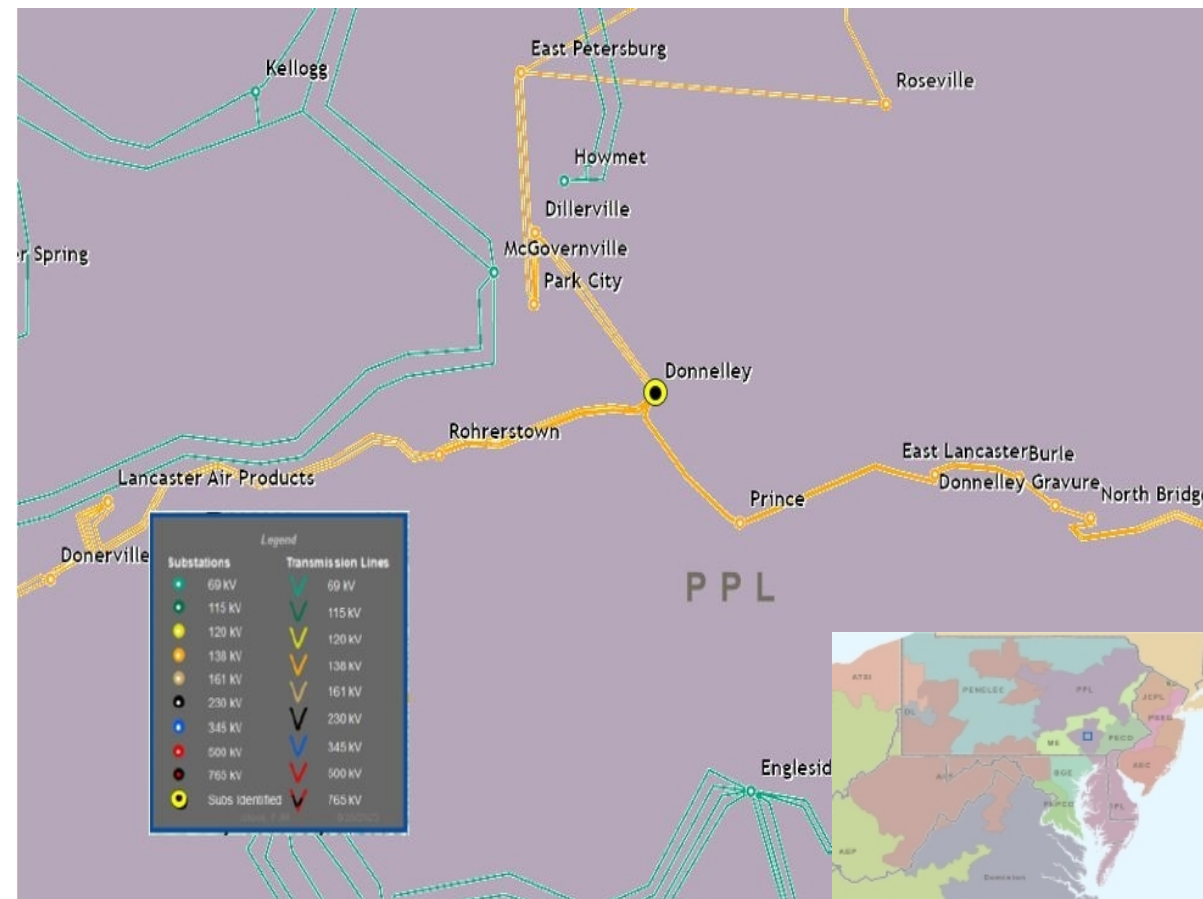 East Petersburg
Kellogg
Roseville
Howmet
Dillerville
er Spring
McGovernville
Park City
Donnelley
Rohrerstown
East Lancaster
Burle
Lancaster Air Products
Donnelley Gravure
North Bridge
Prince
Donerville
PPL
Englesid
Legend
Substations
Transmission Lines
69 kV
69 kV
115 kV
115 kV
120 kV
120 kV
138 kV
138 kV
161 kV
161 kV
230 kV
230 kV
345 kV
345 kV
500 kV
500 kV
765 kV
765 kV
Subs Identified
ATSI
PENELEC
PPL
JCPL
DL
ME
PECO
AEC
BGE
PEPCO
DPL
AEP
Dominion